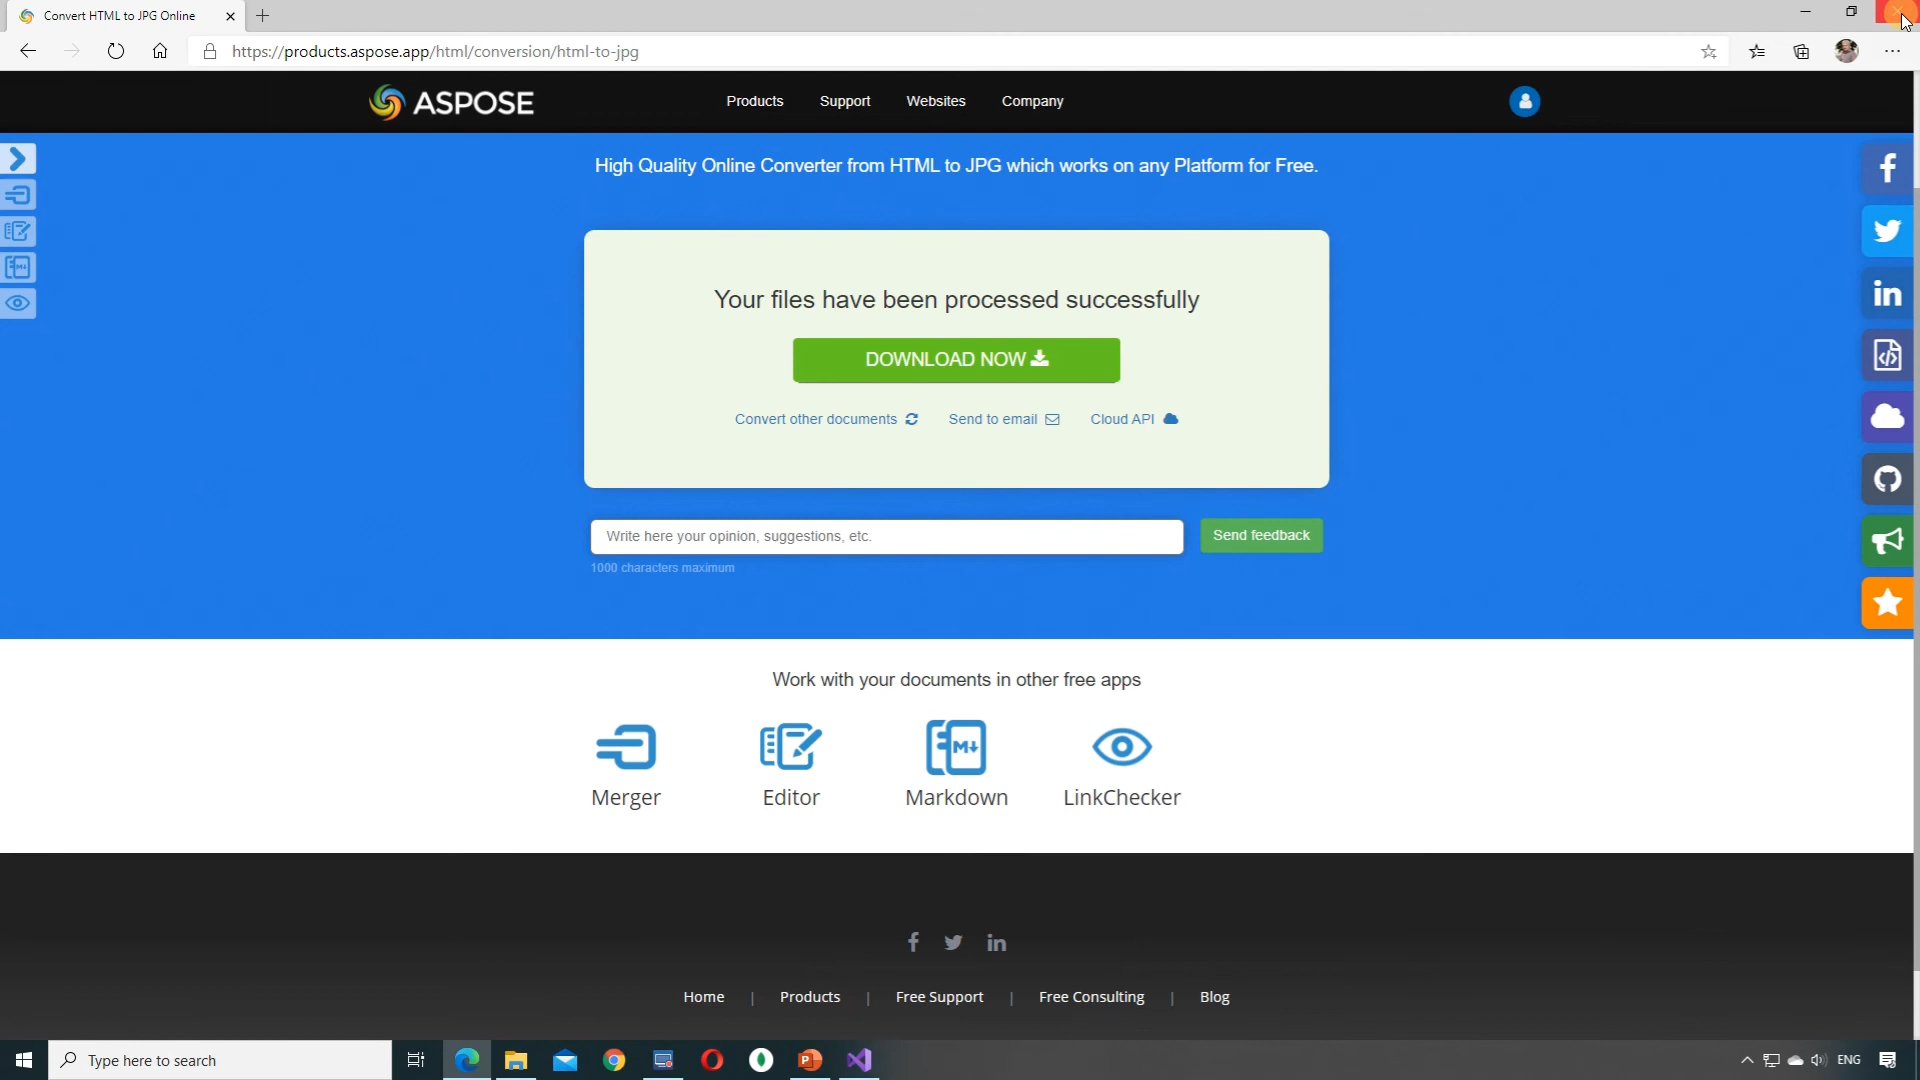 Convert HTML to JPG Online
https://products.aspose.app/html/conversion/html-to-jpg
ASPOSE
Products
Support
Websites
Company
High Quality Online Converter from HTML to JPG which works on any Platform for Free.
Your files have been processed successfully
DOWNLOAD NOW
Convert other documents
Send to email
Cloud API
Write here your opinion, suggestions, etc.
Send feedback
1000 characters maximum
Work with your documents in other free apps
M
Merger
Editor
Markdown
LinkChecker
Home | Products | Free Support | Free Consulting | Blog
Type here to search
P
ENG